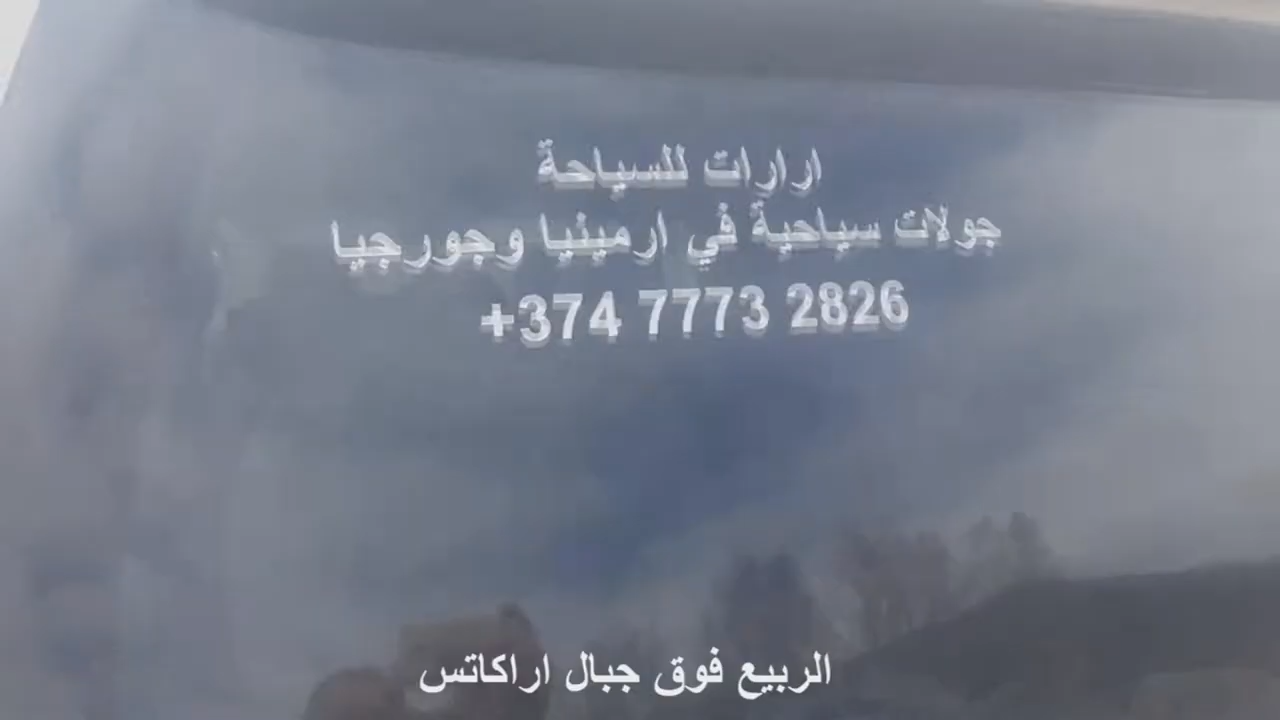 ارارات للسياحة
جولات سياحية في ارمينيا وجورجيا
+374 7773 2826
الربيع فوق جبال اراكاتس